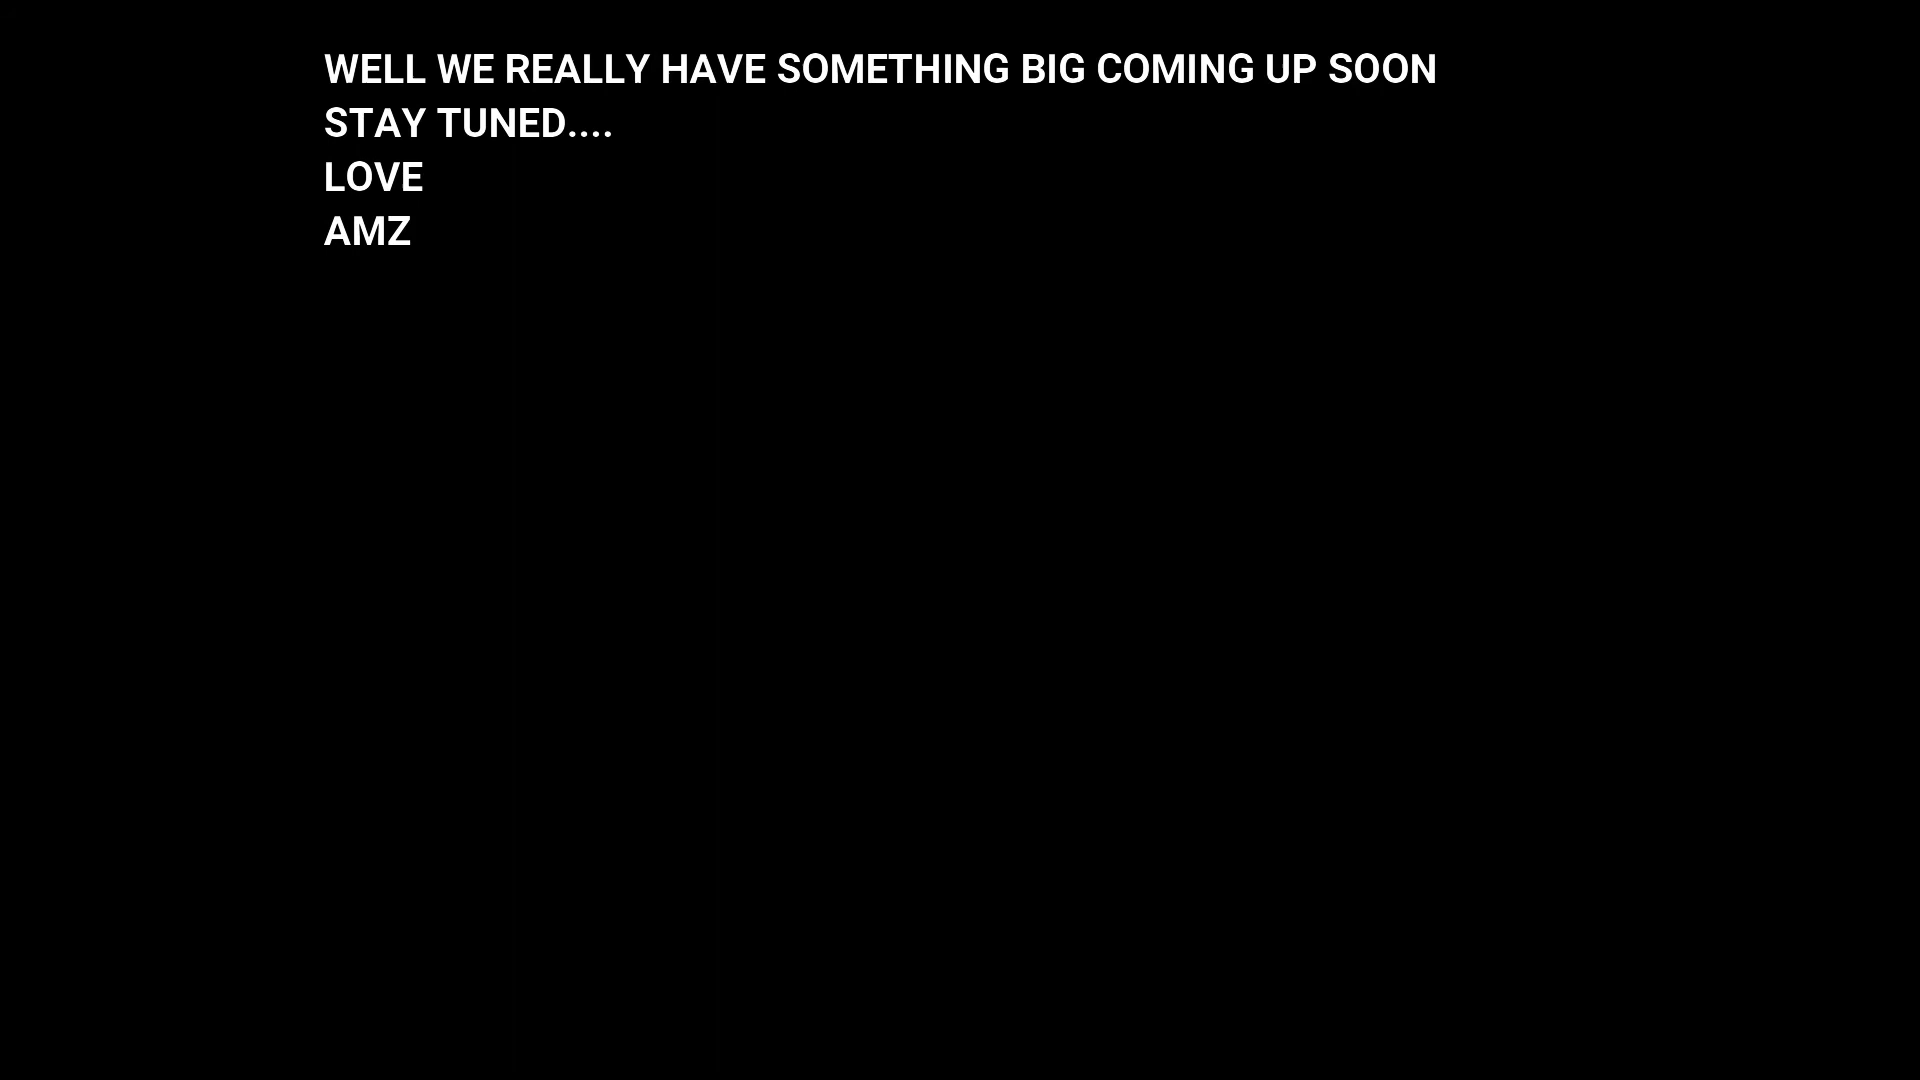 WELL WE REALLY HAVE SOMETHING BIG COMING UP SOON
STAY TUNED....
LOVE
AMZ